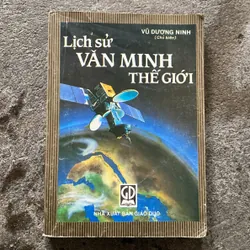 VŨ DƯƠNG NINH
(Chủ biên)
Lịch sử
VĂN MINH
THẾ GIỚI
NHÀ XUẤT BẢN GIÁO DỤC